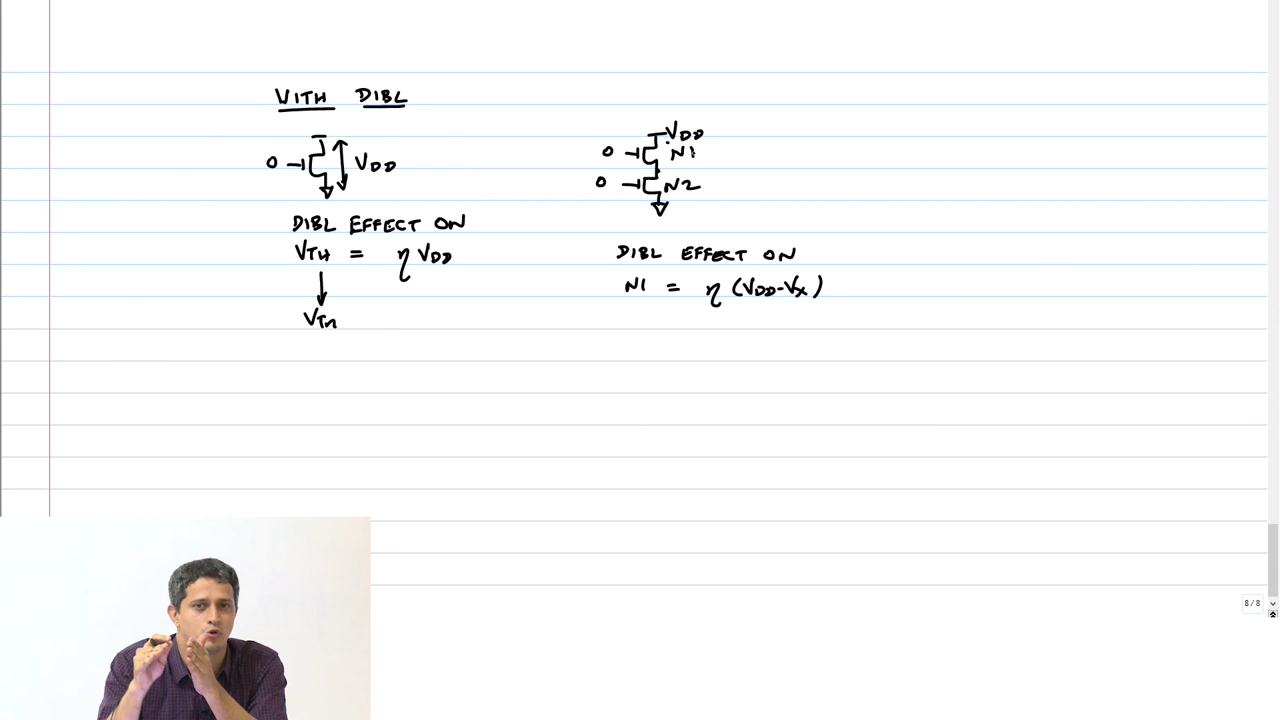 WITH DIBL
0 VDD
DIBL EFFECT ON
VTH = η VDD
VTn
VDD
0 N1
0 N2
DIBL EFFECT ON
N1 = η (VDD-Vx)
8/8